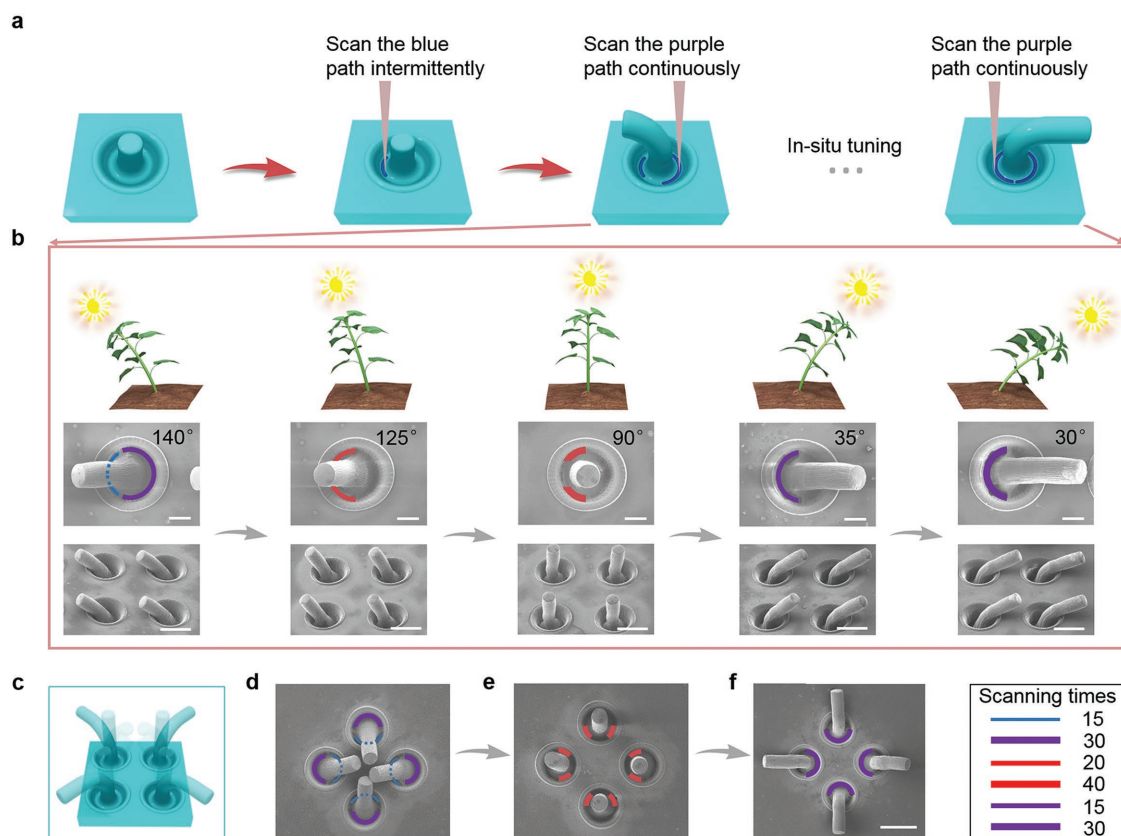 a
Scan the blue
path intermittently
Scan the purple
path continuously
In-situ tuning
Scan the purple
path continuously
b
140°
125°
90°
35°
30°
c
d
e
f
Scanning times
15
30
20
40
15
30